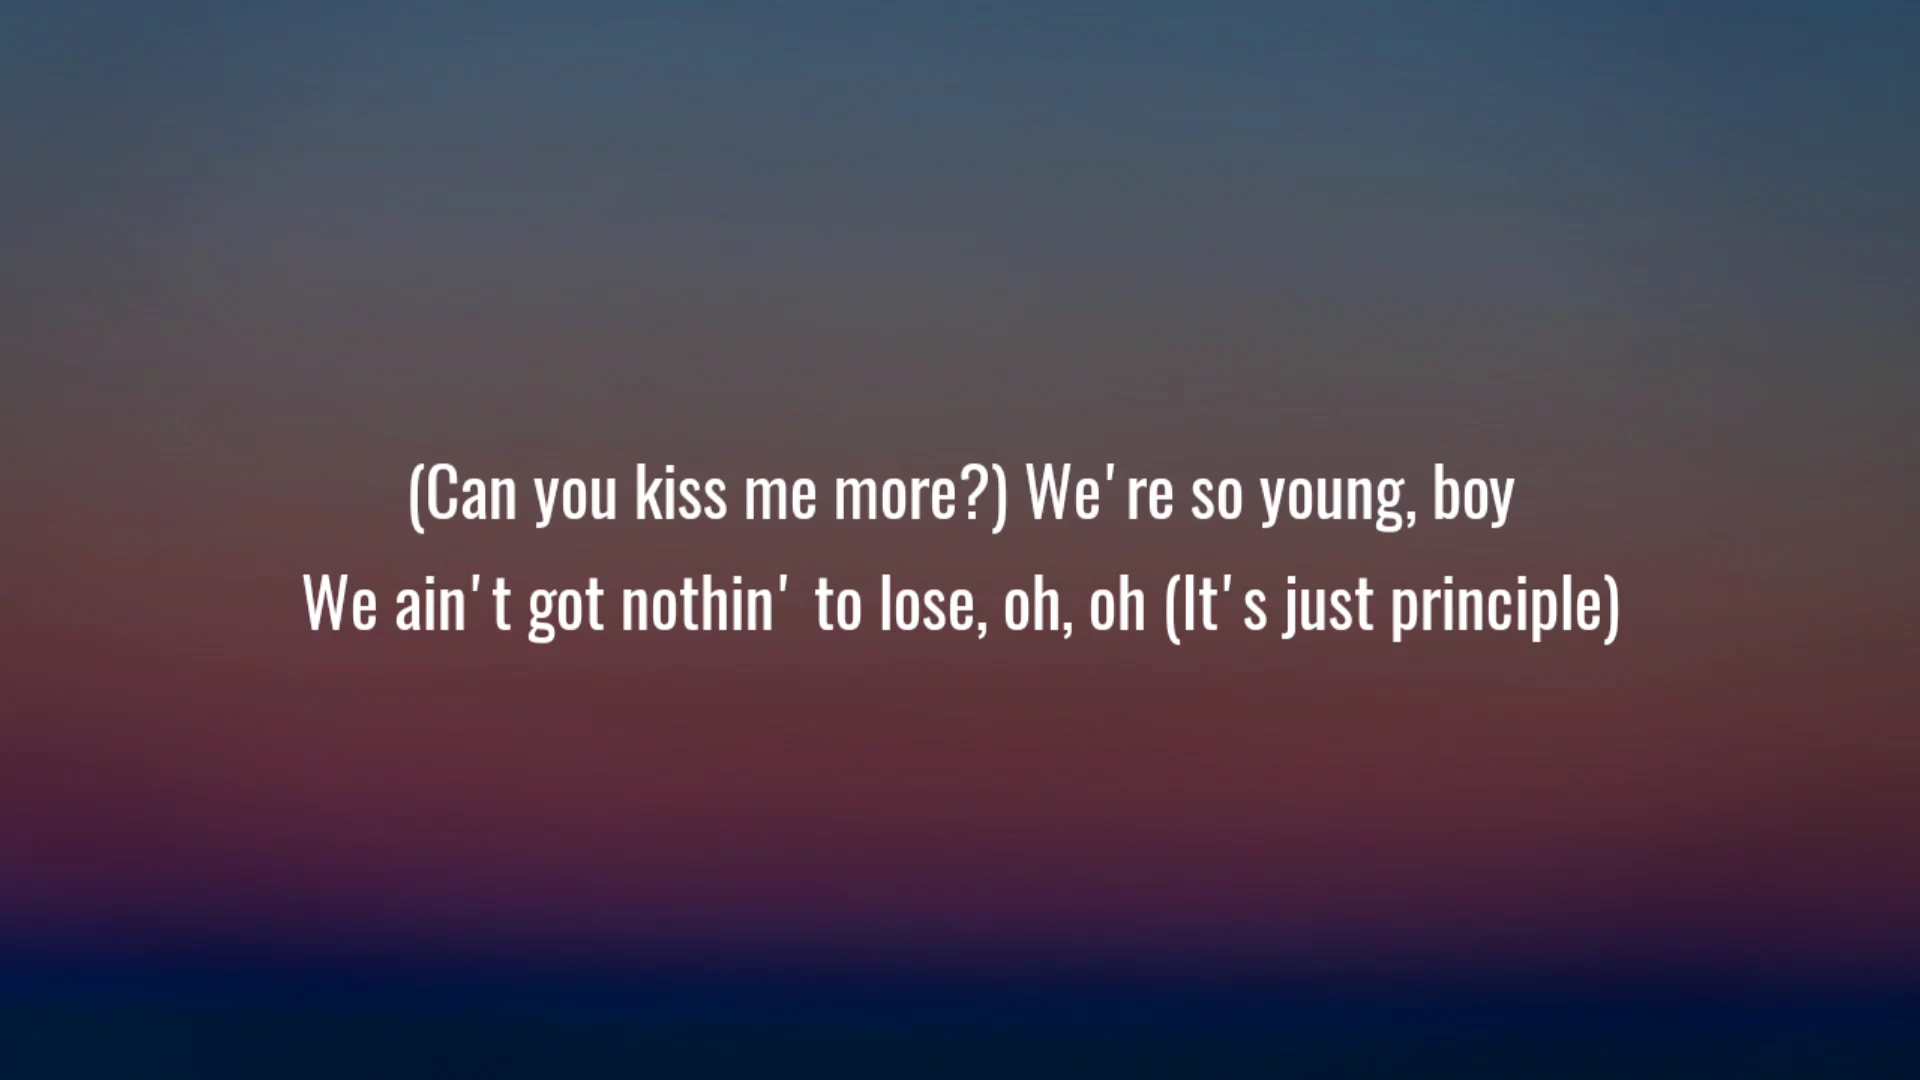 (Can you kiss me more?) We're so young, boy
We ain't got nothin' to lose, oh, oh (It's just principle)